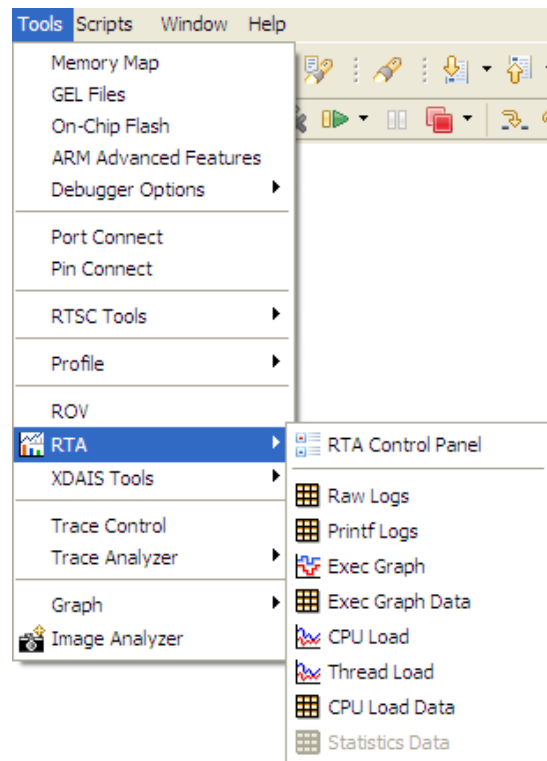 Tools Scripts Window Help
Memory Map
GEL Files
On-Chip Flash
ARM Advanced Features
Debugger Options
Port Connect
Pin Connect
RTSC Tools
Profile
ROV
RTA
XDAIS Tools
Trace Control
Trace Analyzer
Graph
Image Analyzer
RTA Control Panel
Raw Logs
Printf Logs
Exec Graph
Exec Graph Data
CPU Load
Thread Load
CPU Load Data
Statistics Data